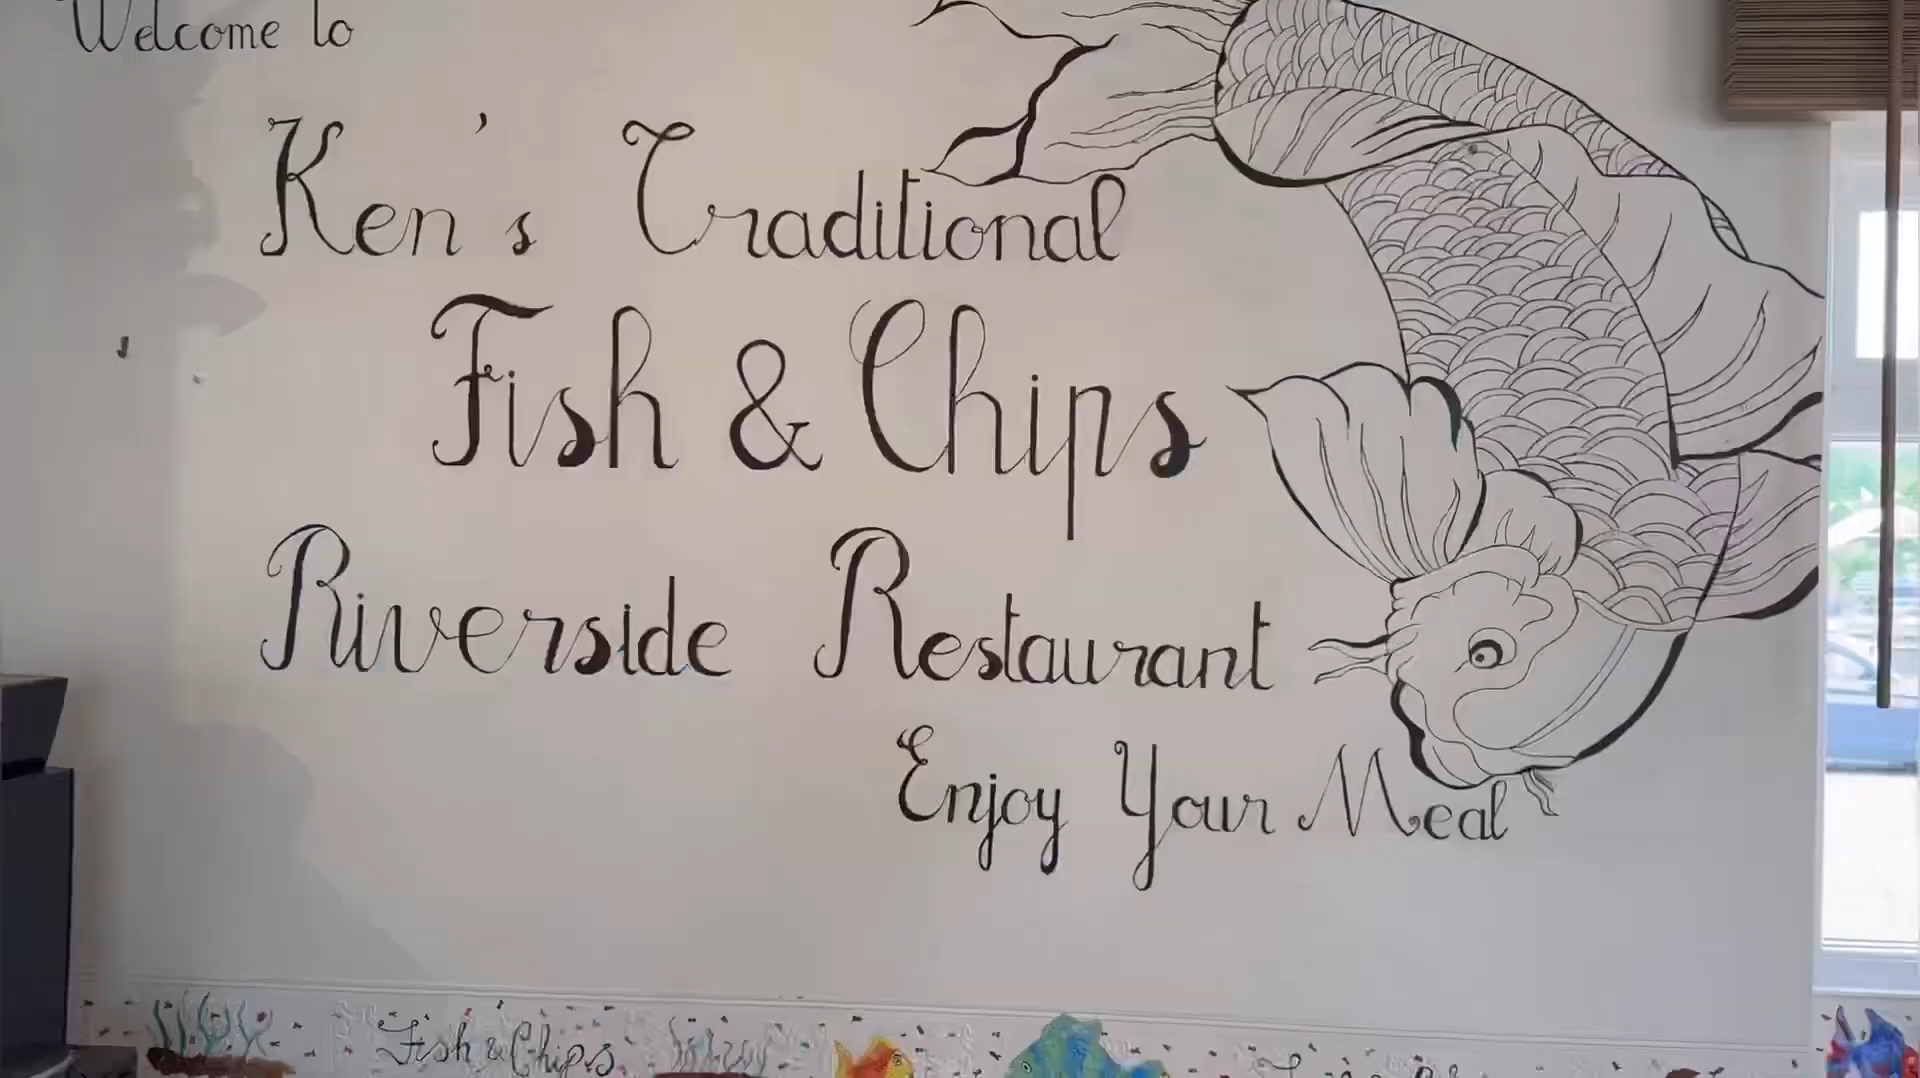 Welcome to
Ken's Traditional
Fish & Chips
Riverside Restaurant
Enjoy Your Meal
Fish & Chips